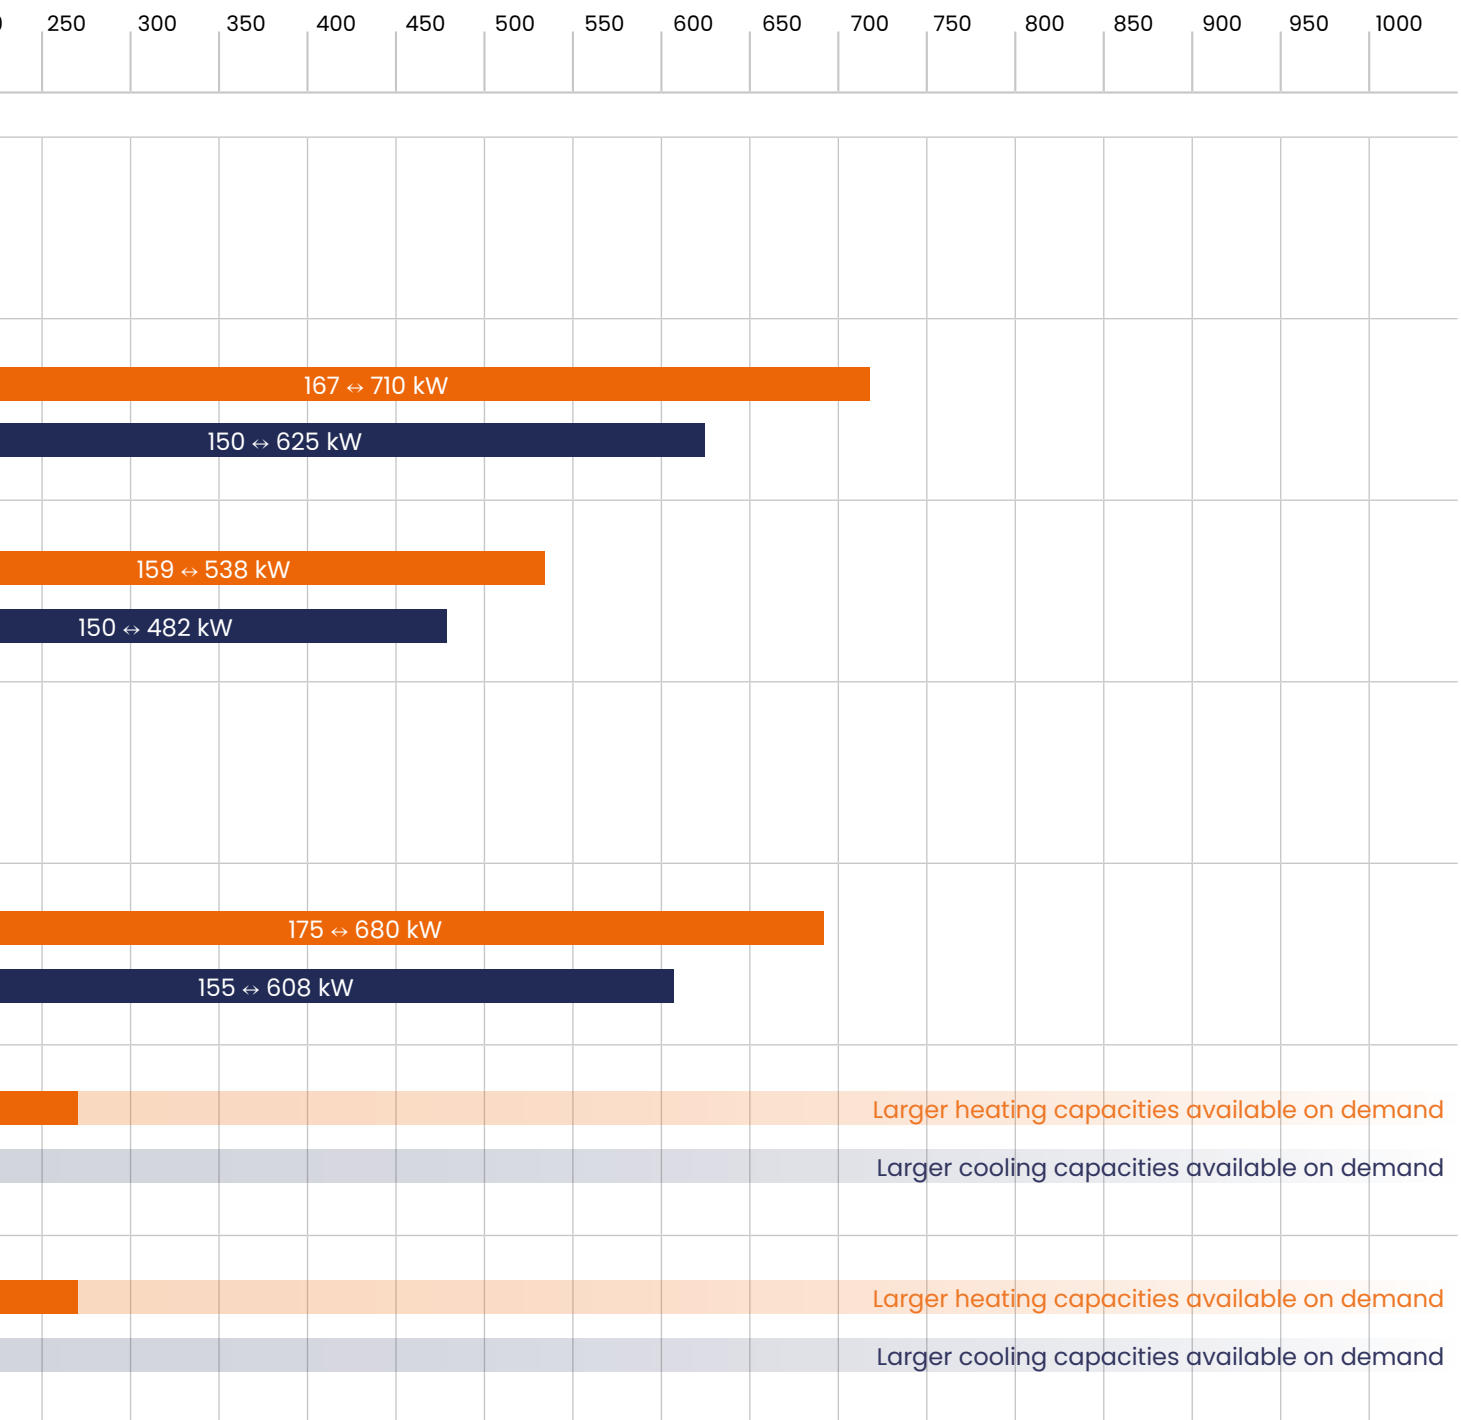 250 300 350 400 450 500 550 600 650 700 750 800 850 900 950 1000
167 ↔ 710 kW
150 ↔ 625 kW
159 ↔ 538 kW
150 ↔ 482 kW
175 ↔ 680 kW
155 ↔ 608 kW
Larger heating capacities available on demand
Larger cooling capacities available on demand
Larger heating capacities available on demand
Larger cooling capacities available on demand